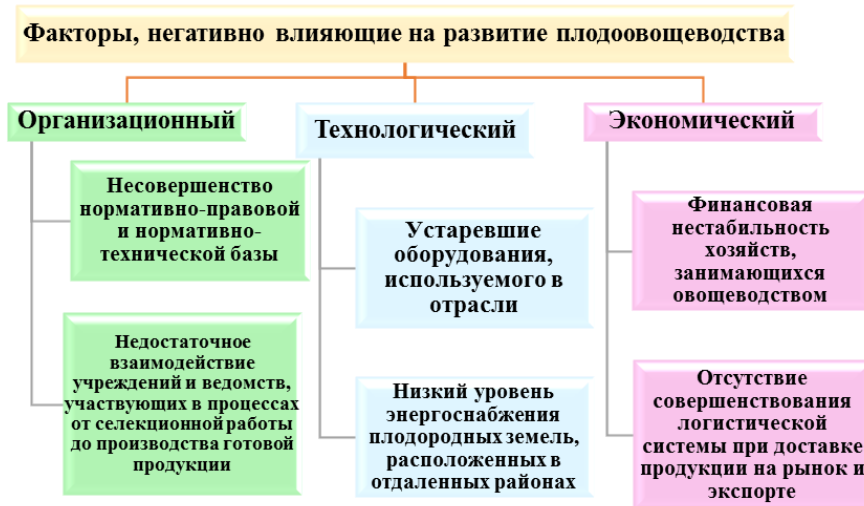 Факторы, негативно влияющие на развитие плодоовощеводства
Организационный
Несовершенство
нормативно-правовой
и нормативно-
технической базы
Недостаточное
взаимодействие
учреждений и ведомств,
участвующих в процессах
от селекционной работы
до производства готовой
продукции
Технологический
Устаревшие
оборудования,
используемого в
отрасли
Низкий уровень
энергоснабжения
плодородных земель,
расположенных в
отдаленных районах
Экономический
Финансовая
нестабильность
хозяйств,
занимающихся
овощеводством
Отсутствие
совершенствования
логистической
системы при доставке
продукции на рынок и
экспорте